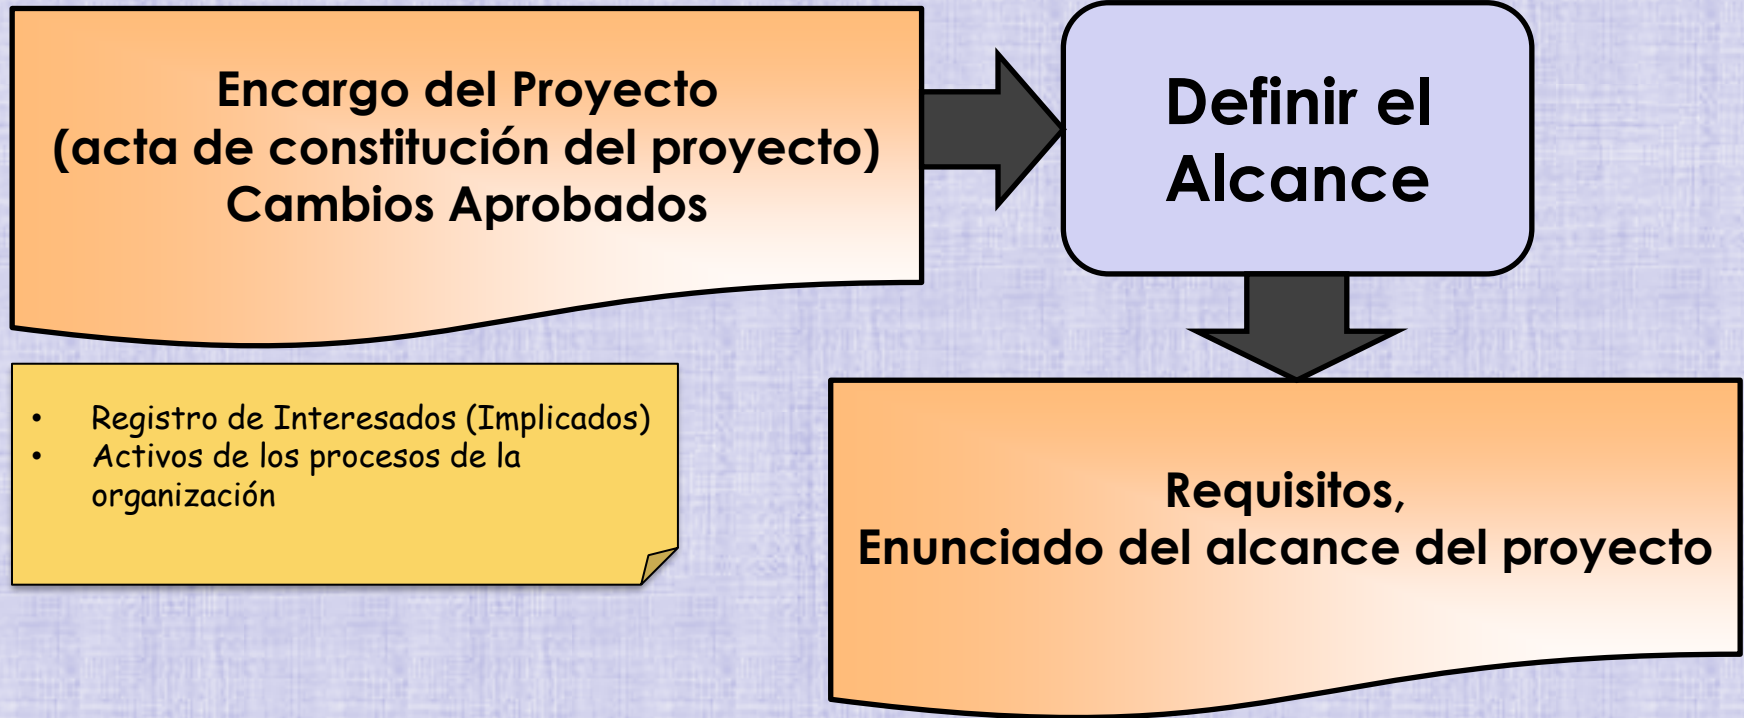 Encargo del Proyecto
(acta de constitución del proyecto)
Cambios Aprobados
Definir el
Alcance
• Registro de Interesados (Implicados)
• Activos de los procesos de la
organización
Requisitos,
Enunciado del alcance del proyecto